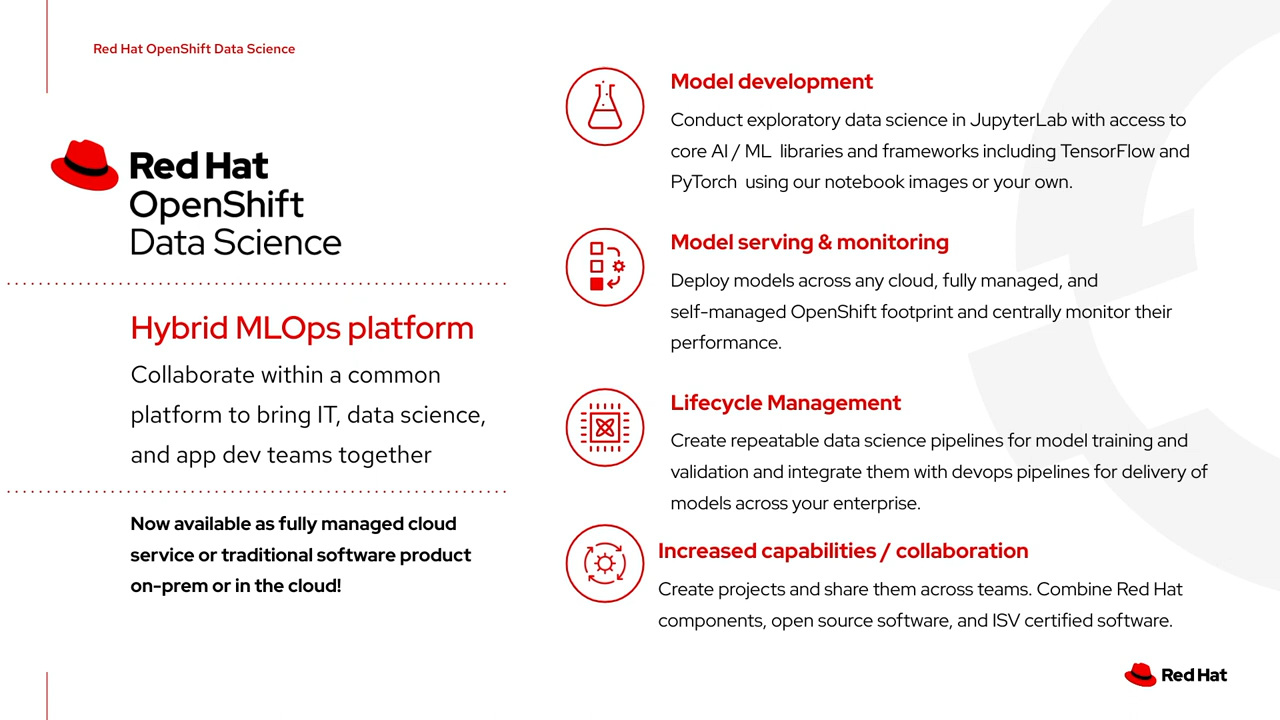 Red Hat OpenShift Data Science
Red Hat
OpenShift
Data Science
Hybrid MLOps platform
Collaborate within a common
platform to bring IT, data science,
and app dev teams together
Now available as fully managed cloud
service or traditional software product
on-prem or in the cloud!
Model development
Conduct exploratory data science in JupyterLab with access to
core AI / ML libraries and frameworks including TensorFlow and
PyTorch using our notebook images or your own.
Model serving & monitoring
Deploy models across any cloud, fully managed, and
self-managed OpenShift footprint and centrally monitor their
performance.
Lifecycle Management
Create repeatable data science pipelines for model training and
validation and integrate them with devops pipelines for delivery of
models across your enterprise.
Increased capabilities / collaboration
Create projects and share them across teams. Combine Red Hat
components, open source software, and ISV certified software.
Red Hat